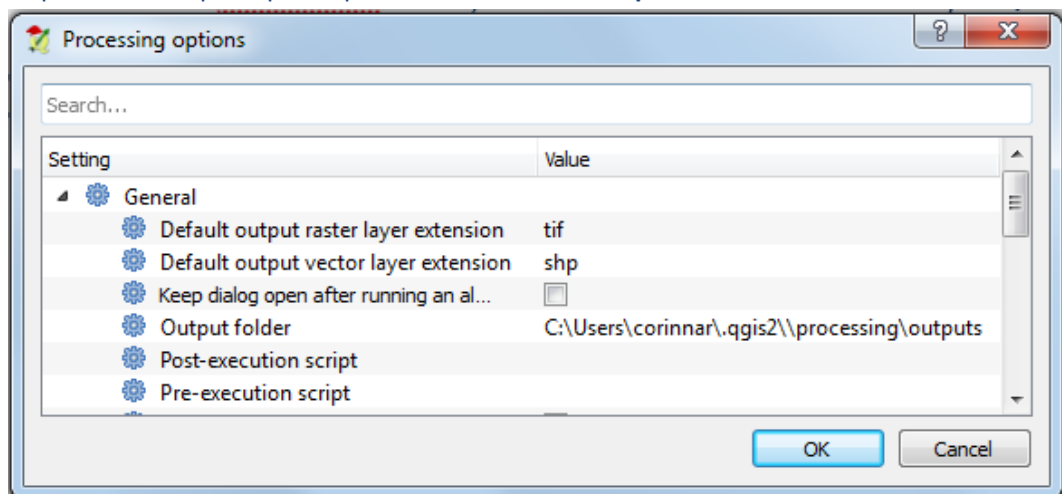 Processing options
Search...
Setting Value
General
Default output raster layer extension tif
Default output vector layer extension shp
Keep dialog open after running an al...
Output folder C:\Users\corinnar\.qgis2\\processing\outputs
Post-execution script
Pre-execution script
OK Cancel